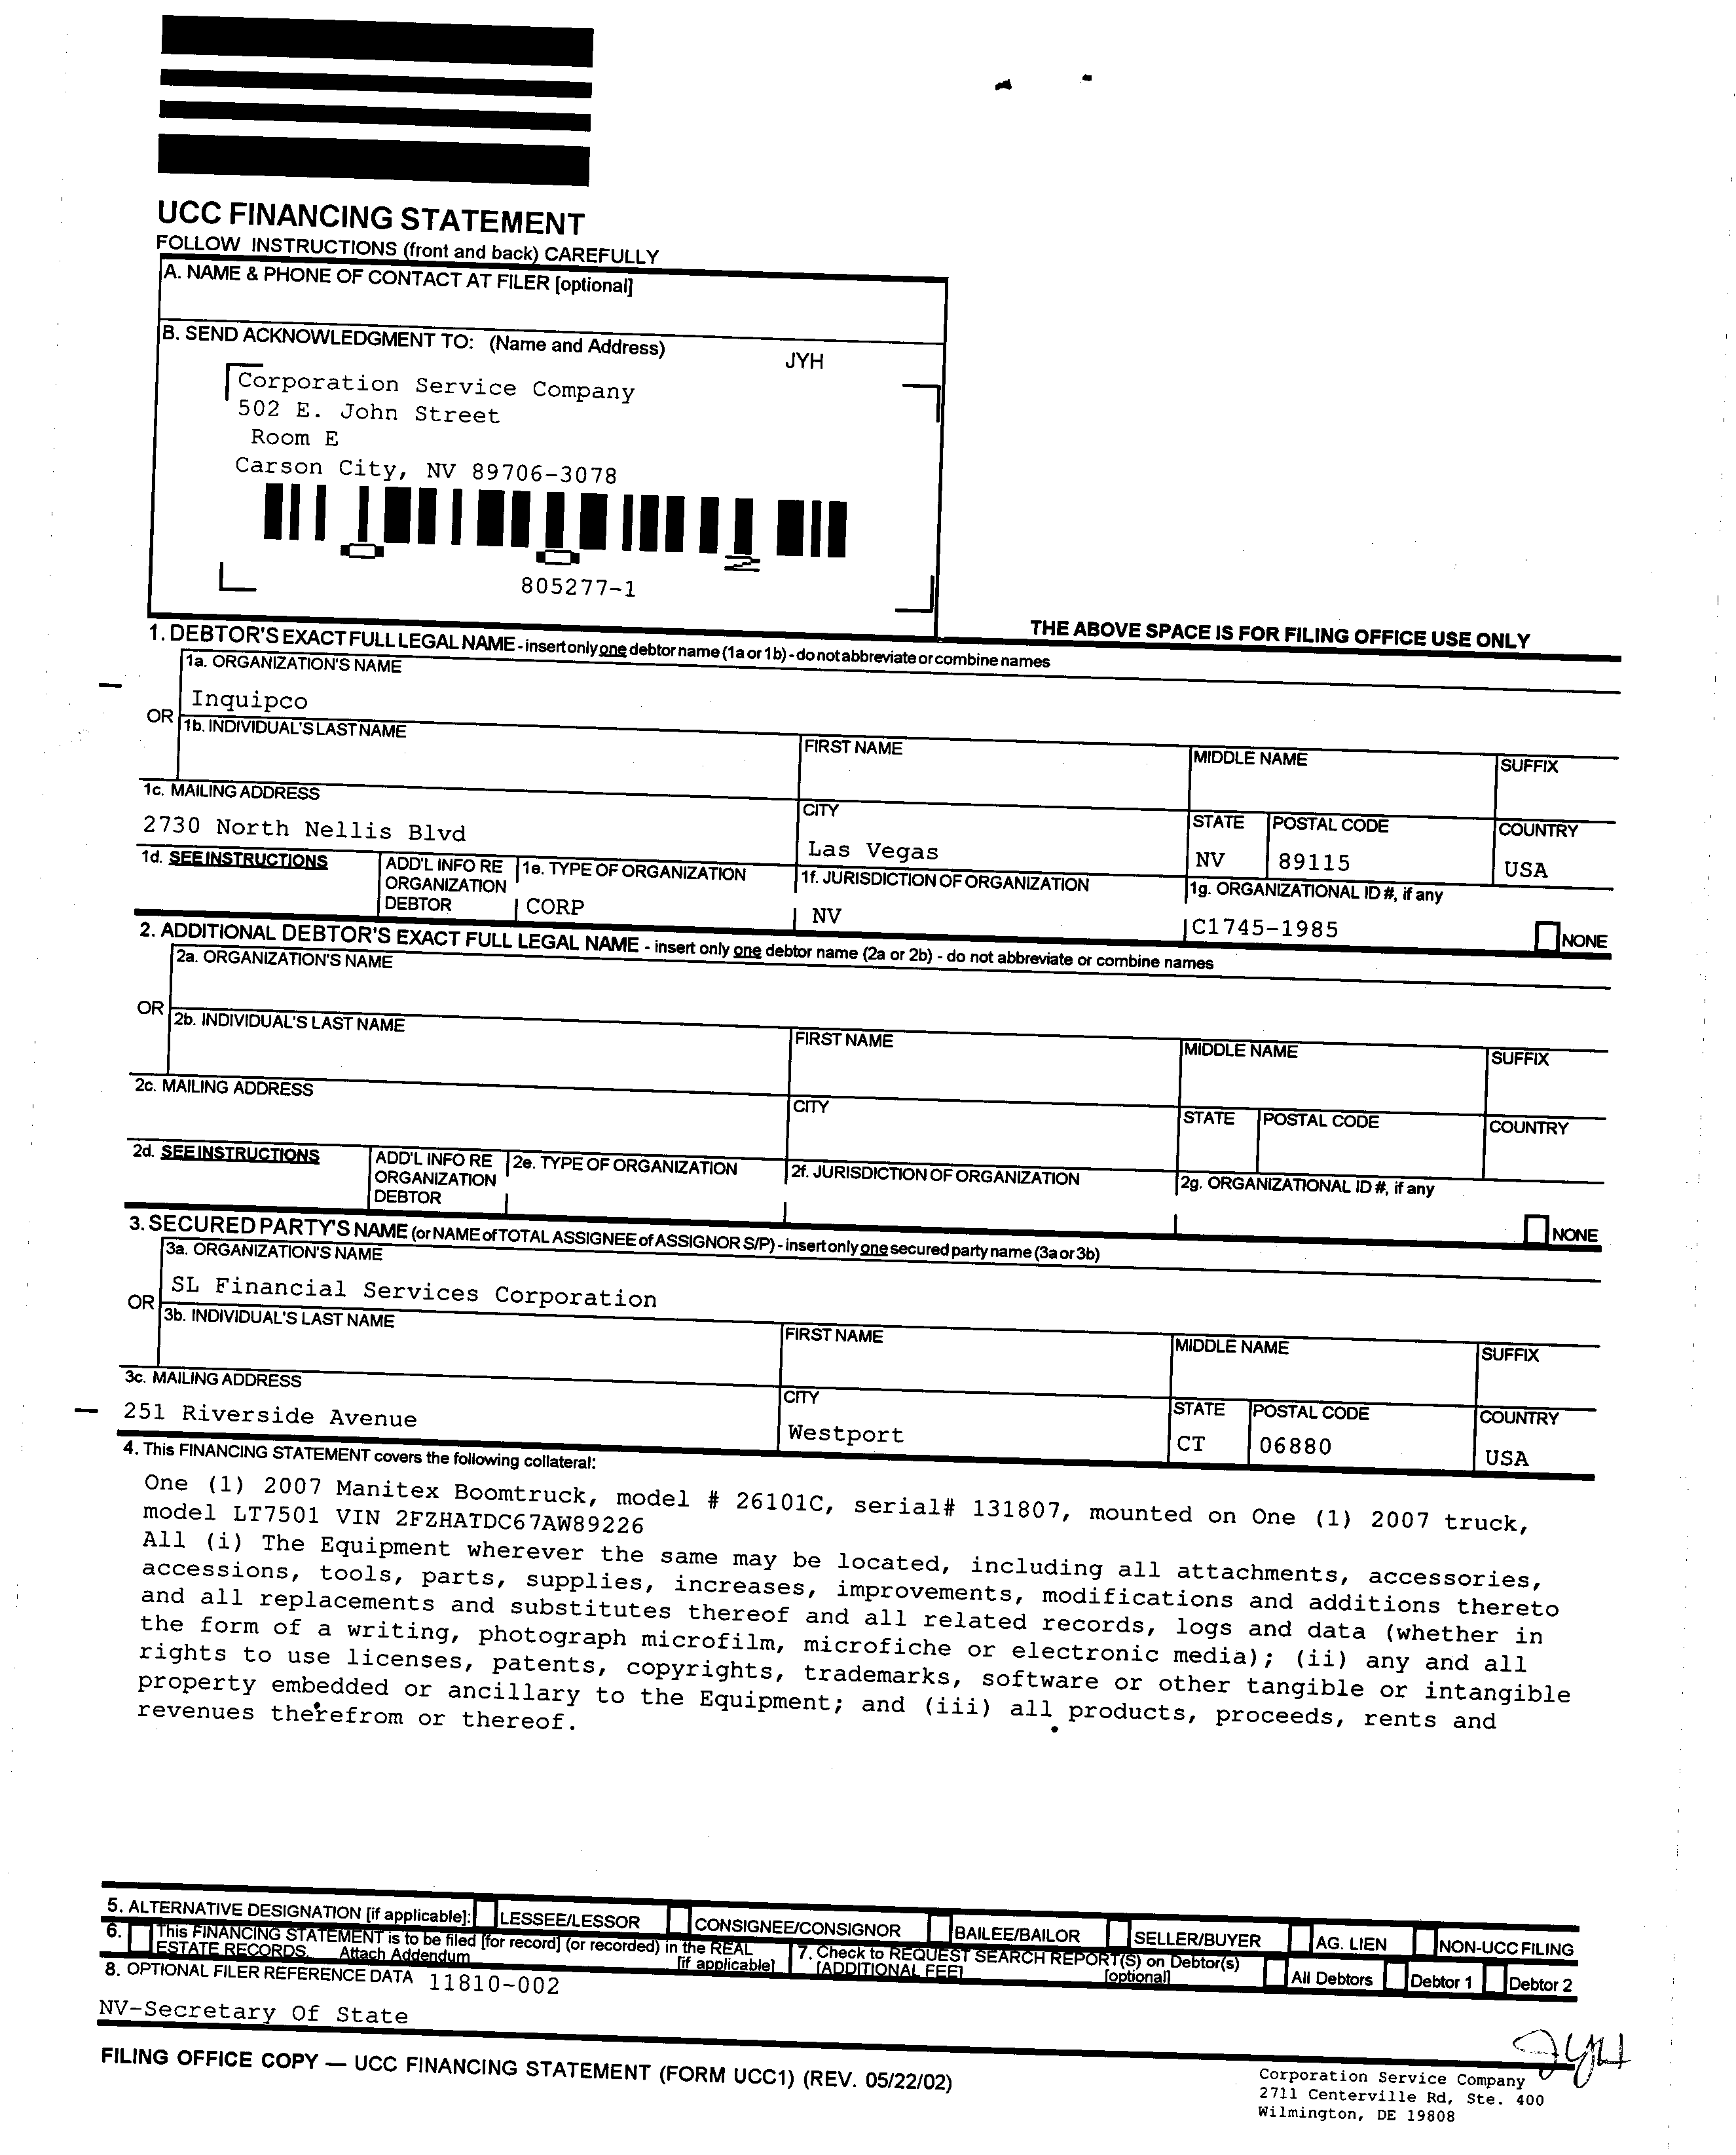 UCC FINANCING STATEMENT
FOLLOW INSTRUCTIONS (front and back) CAREFULLY
A. NAME & PHONE OF CONTACT AT FILER [optional]
B. SEND ACKNOWLEDGMENT TO: (Name and Address)
JYH
Corporation Service Company
502 E. John Street
Room E
Carson City, NV 89706-3078
805277-1
THE ABOVE SPACE IS FOR FILING OFFICE USE ONLY
1. DEBTOR'S EXACT FULL LEGAL NAME - insert only one debtor name (1a or 1b) - do not abbreviate or combine names
1a. ORGANIZATION'S NAME
Inquipco
OR
1b. INDIVIDUAL'S LAST NAME
FIRST NAME
MIDDLE NAME
SUFFIX
1c. MAILING ADDRESS
2730 North Nellis Blvd
CITY
Las Vegas
STATE
NV
POSTAL CODE
89115
COUNTRY
USA
1d. SEE INSTRUCTIONS
ADD'L INFO RE
ORGANIZATION
DEBTOR
1e. TYPE OF ORGANIZATION
CORP
1f. JURISDICTION OF ORGANIZATION
NV
1g. ORGANIZATIONAL ID #, if any
C1745-1985
NONE
2. ADDITIONAL DEBTOR'S EXACT FULL LEGAL NAME - insert only one debtor name (2a or 2b) - do not abbreviate or combine names
2a. ORGANIZATION'S NAME
OR
2b. INDIVIDUAL'S LAST NAME
FIRST NAME
MIDDLE NAME
SUFFIX
2c. MAILING ADDRESS
CITY
STATE
POSTAL CODE
COUNTRY
2d. SEE INSTRUCTIONS
ADD'L INFO RE
ORGANIZATION
DEBTOR
2e. TYPE OF ORGANIZATION
2f. JURISDICTION OF ORGANIZATION
2g. ORGANIZATIONAL ID #, if any
NONE
3. SECURED PARTY'S NAME (or NAME of TOTAL ASSIGNEE of ASSIGNOR S/P) - insert only one secured party name (3a or 3b)
3a. ORGANIZATION'S NAME
SL Financial Services Corporation
OR
3b. INDIVIDUAL'S LAST NAME
FIRST NAME
MIDDLE NAME
SUFFIX
3c. MAILING ADDRESS
251 Riverside Avenue
CITY
Westport
STATE
CT
POSTAL CODE
06880
COUNTRY
USA
4. This FINANCING STATEMENT covers the following collateral:
One (1) 2007 Manitex Boomtruck, model # 26101C, serial# 131807, mounted on One (1) 2007 truck,
model LT7501 VIN 2FZHATDC67AW89226
All (i) The Equipment wherever the same may be located, including all attachments, accessories,
accessions, tools, parts, supplies, increases, improvements, modifications and additions thereto
and all replacements and substitutes thereof and all related records, logs and data (whether in
the form of a writing, photograph microfilm, microfiche or electronic media); (ii) any and all
rights to use licenses, patents, copyrights, trademarks, software or other tangible or intangible
property embedded or ancillary to the Equipment; and (iii) all products, proceeds, rents and
revenues therefrom or thereof.
5. ALTERNATIVE DESIGNATION [if applicable]:
LESSEE/LESSOR
CONSIGNEE/CONSIGNOR
BAILEE/BAILOR
SELLER/BUYER
AG. LIEN
NON-UCC FILING
6. This FINANCING STATEMENT is to be filed [for record] (or recorded) in the REAL
ESTATE RECORDS. Attach Addendum [if applicable]
7. Check to REQUEST SEARCH REPORT(S) on Debtor(s)
[ADDITIONAL FEE] [optional]
All Debtors
Debtor 1
Debtor 2
8. OPTIONAL FILER REFERENCE DATA 11810-002
NV-Secretary Of State
JYH
FILING OFFICE COPY — UCC FINANCING STATEMENT (FORM UCC1) (REV. 05/22/02)
Corporation Service Company
2711 Centerville Rd, Ste. 400
Wilmington, DE 19808